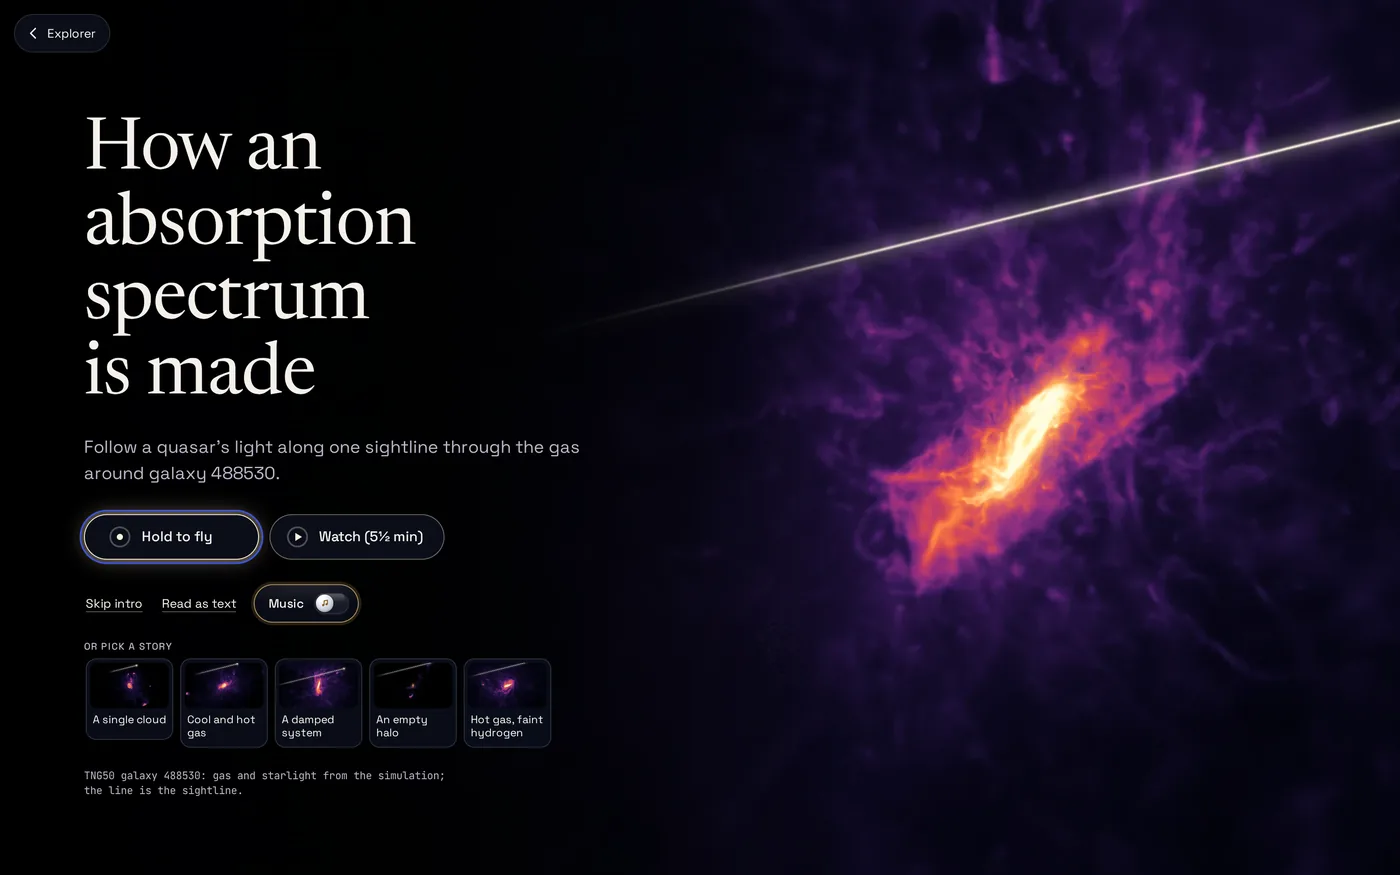 Explorer
How an
absorption
spectrum
is made
Follow a quasar's light along one sightline through the gas
around galaxy 488530.
Hold to fly
Watch (5½ min)
Skip intro
Read as text
Music
OR PICK A STORY
A single cloud
Cool and hot
gas
A damped
system
An empty
halo
Hot gas, faint
hydrogen
TNG50 galaxy 488530: gas and starlight from the simulation;
the line is the sightline.